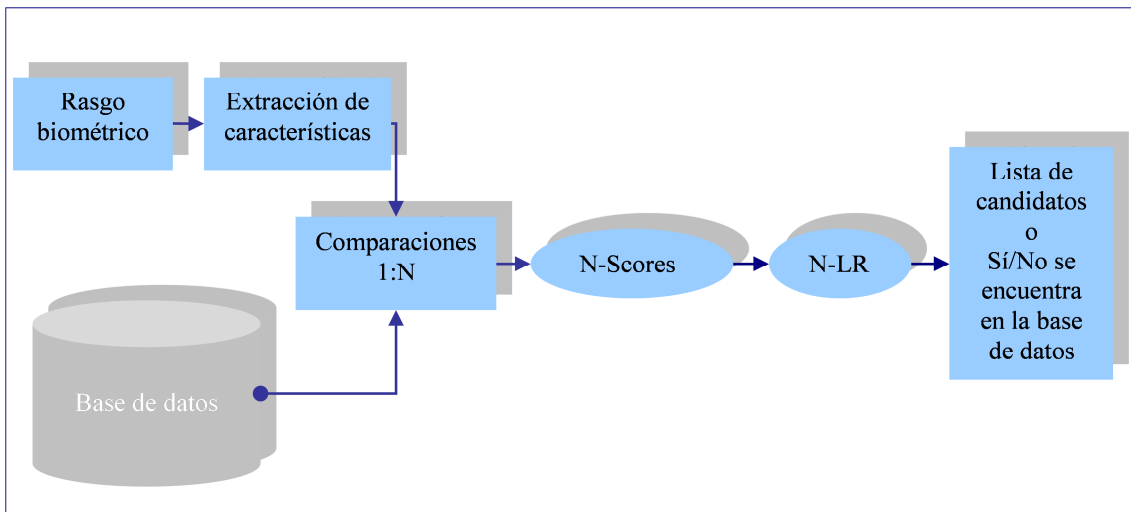 Rasgo
biométrico
Extracción de
características
Comparaciones
1:N
N-Scores
N-LR
Lista de
candidatos
o
Sí/No se
encuentra
en la base
de datos
Base de datos